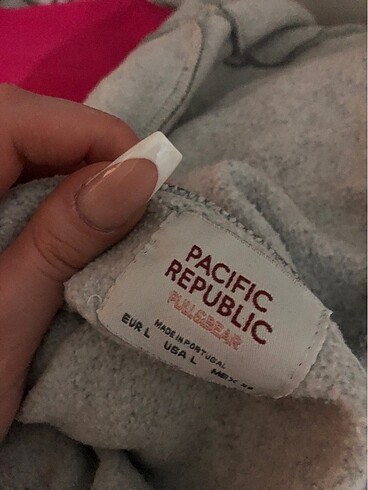 PACIFIC
REPUBLIC
PULL&BEAR
MADE IN PORTUGAL
EUR L USA L MEX